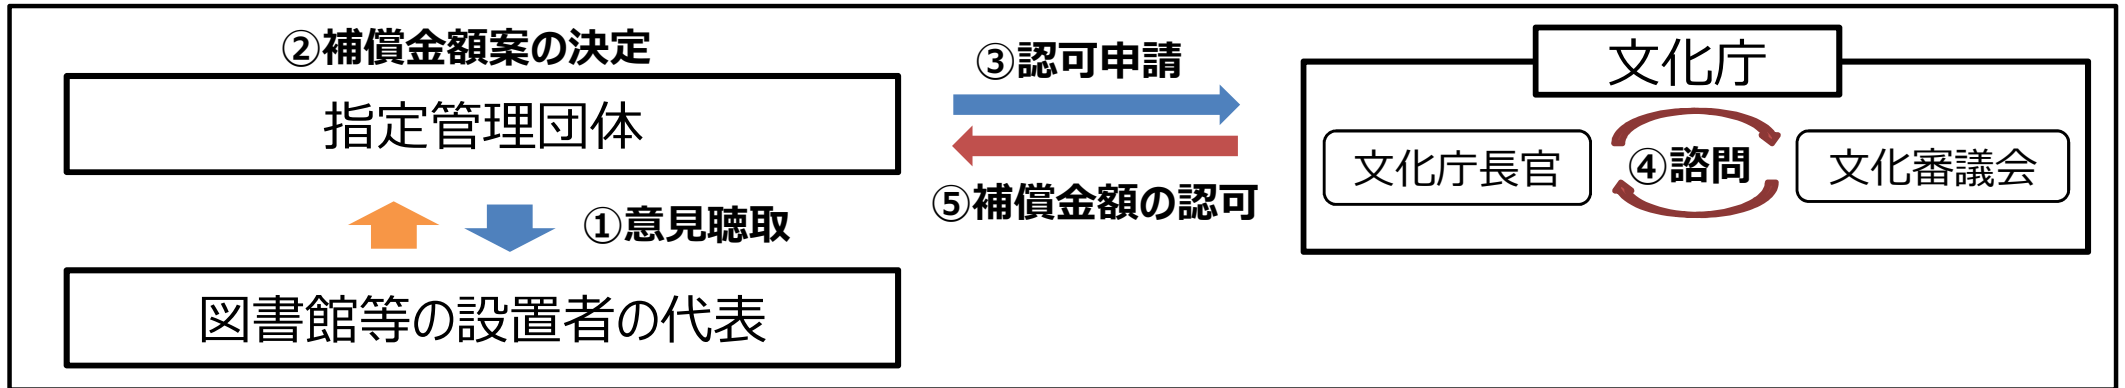 ②補償金額案の決定
指定管理団体
①意見聴取
図書館等の設置者の代表
③認可申請
⑤補償金額の認可
文化庁
文化庁長官
④諮問
文化審議会